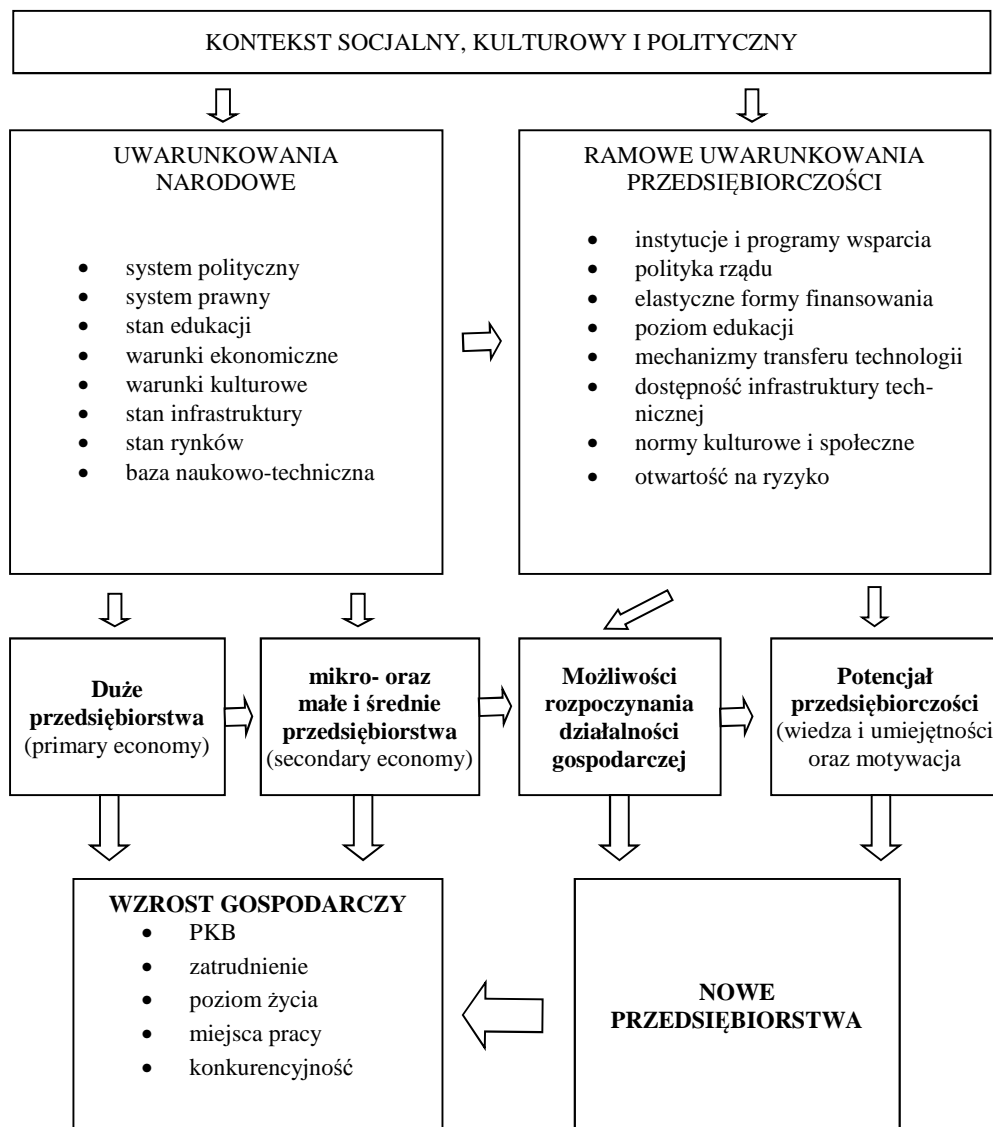 KONTEKST SOCJALNY, KULTUROWY I POLITYCZNY
UWARUNKOWANIA
NARODOWE
• system polityczny
• system prawny
• stan edukacji
• warunki ekonomiczne
• warunki kulturowe
• stan infrastruktury
• stan rynków
• baza naukowo-techniczna
RAMOWE UWARUNKOWANIA
PRZEDSIĘBIORCZOŚCI
• instytucje i programy wsparcia
• polityka rządu
• elastyczne formy finansowania
• poziom edukacji
• mechanizmy transferu technologii
• dostępność infrastruktury tech-
nicznej
• normy kulturowe i społeczne
• otwartość na ryzyko
Duże
przedsiębiorstwa
(primary economy)
mikro- oraz
małe i średnie
przedsiębiorstwa
(secondary economy)
Możliwości
rozpoczynania
działalności
gospodarczej
Potencjał
przedsiębiorczości
(wiedza i umiejętności
oraz motywacja
WZROST GOSPODARCZY
• PKB
• zatrudnienie
• poziom życia
• miejsca pracy
• konkurencyjność
NOWE
PRZEDSIĘBIORSTWA